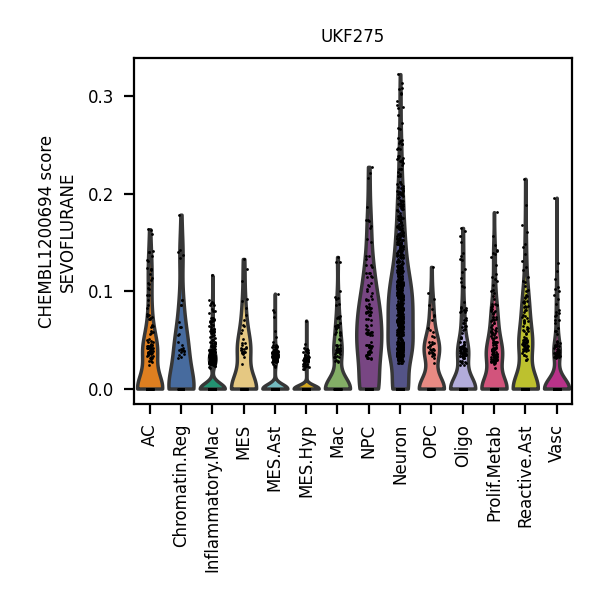 UKF275
CHEMBL1200694 score
SEVOFLURANE
0.3
0.2
0.1
0.0
AC
Chromatin.Reg
Inflammatory.Mac
MES
MES.Ast
MES.Hyp
Mac
NPC
Neuron
OPC
Oligo
Prolif.Metab
Reactive.Ast
Vasc